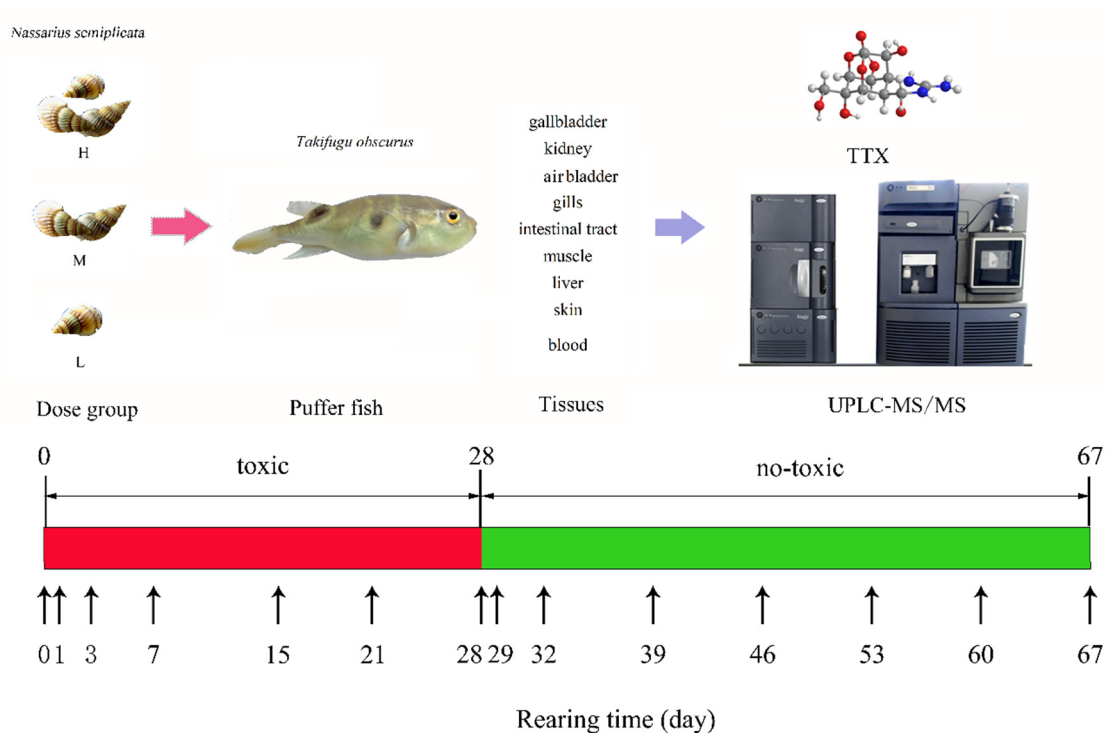 Nassarius semiplicata
H
M
L
Takifugu obscurus
gallbladder
kidney
air bladder
gills
intestinal tract
muscle
liver
skin
blood
TTX
Dose group
Puffer fish
Tissues
UPLC-MS/MS
0 28 67
toxic no-toxic
0 1 3 7 15 21 28 29 32 39 46 53 60 67
Rearing time (day)